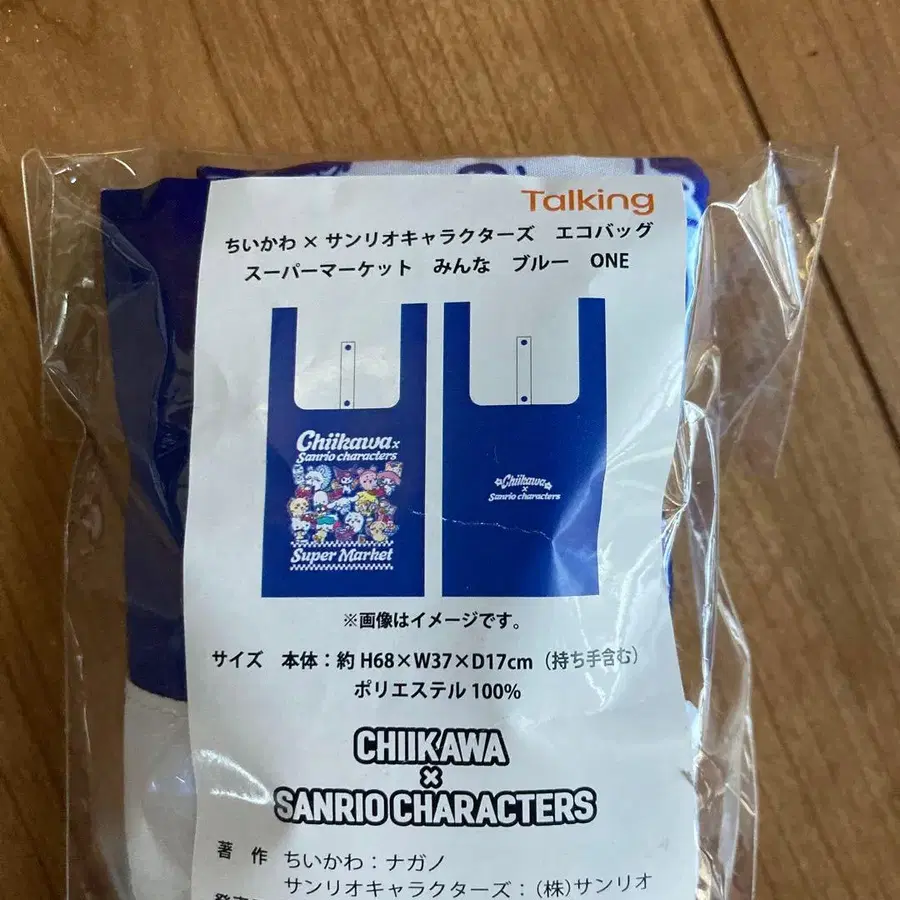 Talking
ちいかわ × サンリオキャラクターズ　エコバッグ
スーパーマーケット　みんな　ブルー　ONE
Chiikawa ×
Sanrio characters
Super Market
Chiikawa
×
Sanrio characters
※画像はイメージです。
サイズ　本体：約 H68×W37×D17cm（持ち手含む）
ポリエステル 100%
CHIIKAWA
×
SANRIO CHARACTERS
著　作　ちいかわ：ナガノ
サンリオキャラクターズ：（株）サンリオ